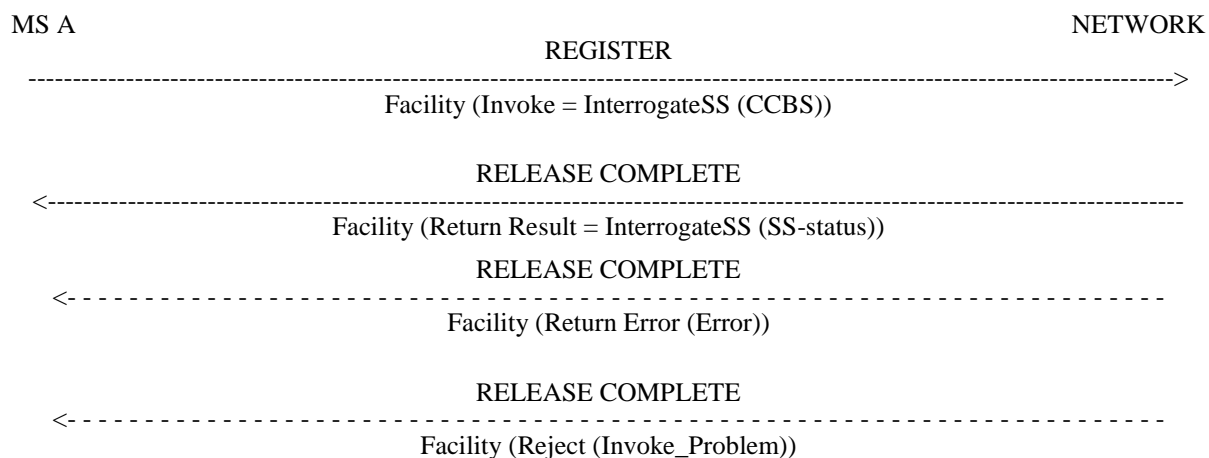 MS A NETWORK
REGISTER
-------------------------------------------------------------------------------------------------------------------------------------->
Facility (Invoke = InterrogateSS (CCBS))
RELEASE COMPLETE
<--------------------------------------------------------------------------------------------------------------------------------------
Facility (Return Result = InterrogateSS (SS-status))
RELEASE COMPLETE
<- - - - - - - - - - - - - - - - - - - - - - - - - - - - - - - - - - - - - - - - - - - - - - - - - - - - - - - - - - - - - - - - - - - - - - - -
Facility (Return Error (Error))
RELEASE COMPLETE
<- - - - - - - - - - - - - - - - - - - - - - - - - - - - - - - - - - - - - - - - - - - - - - - - - - - - - - - - - - - - - - - - - - - - - - - -
Facility (Reject (Invoke_Problem))